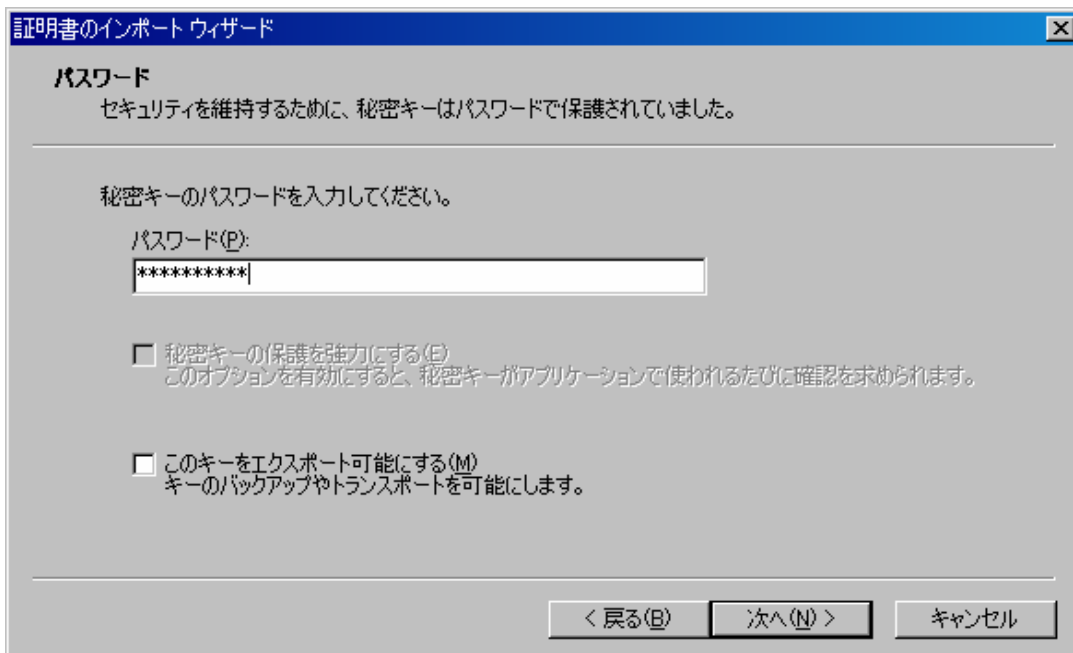 証明書のインポート ウィザード
パスワード
セキュリティを維持するために、秘密キーはパスワードで保護されていました。
秘密キーのパスワードを入力してください。
パスワード(P):
**********
秘密キーの保護を強力にする(E)
このオプションを有効にすると、秘密キーがアプリケーションで使われるたびに確認を求められます。
このキーをエクスポート可能にする(M)
キーのバックアップやトランスポートを可能にします。
< 戻る(B) 次へ(N) > キャンセル